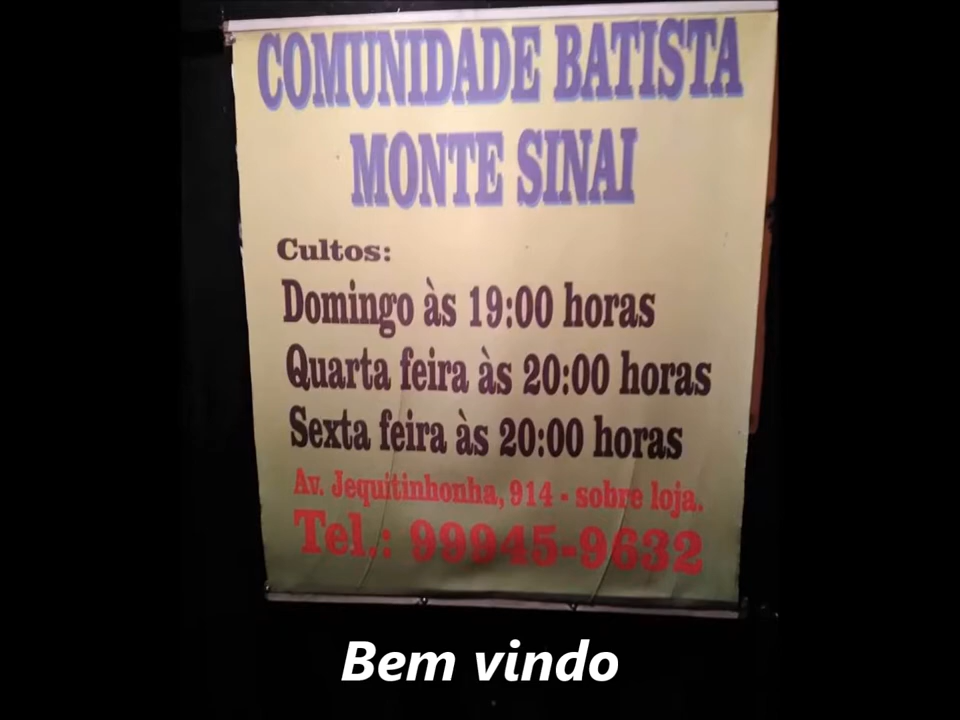 COMUNIDADE BATISTA
MONTE SINAI
Cultos:
Domingo às 19:00 horas
Quarta feira às 20:00 horas
Sexta feira às 20:00 horas
Av. Jequitinhonha, 914 - sobre loja.
Tel.: 99945-9632
Bem vindo